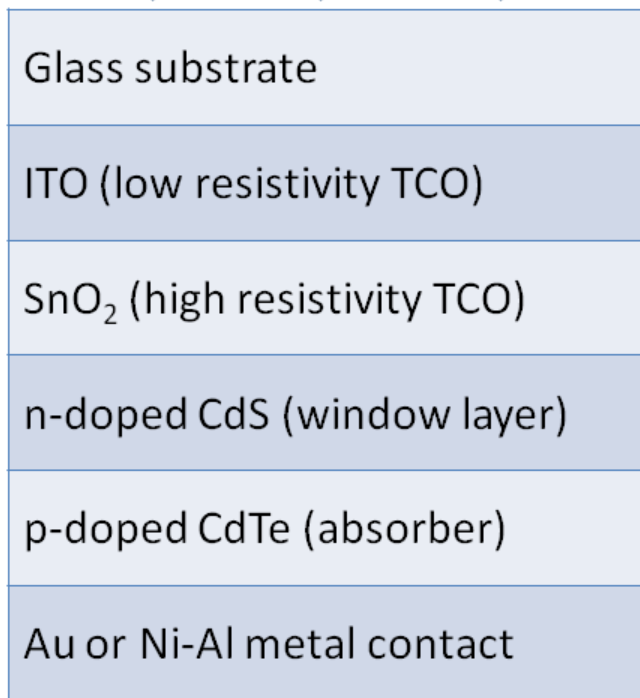 Glass substrate
ITO (low resistivity TCO)
SnO₂ (high resistivity TCO)
n-doped CdS (window layer)
p-doped CdTe (absorber)
Au or Ni-Al metal contact